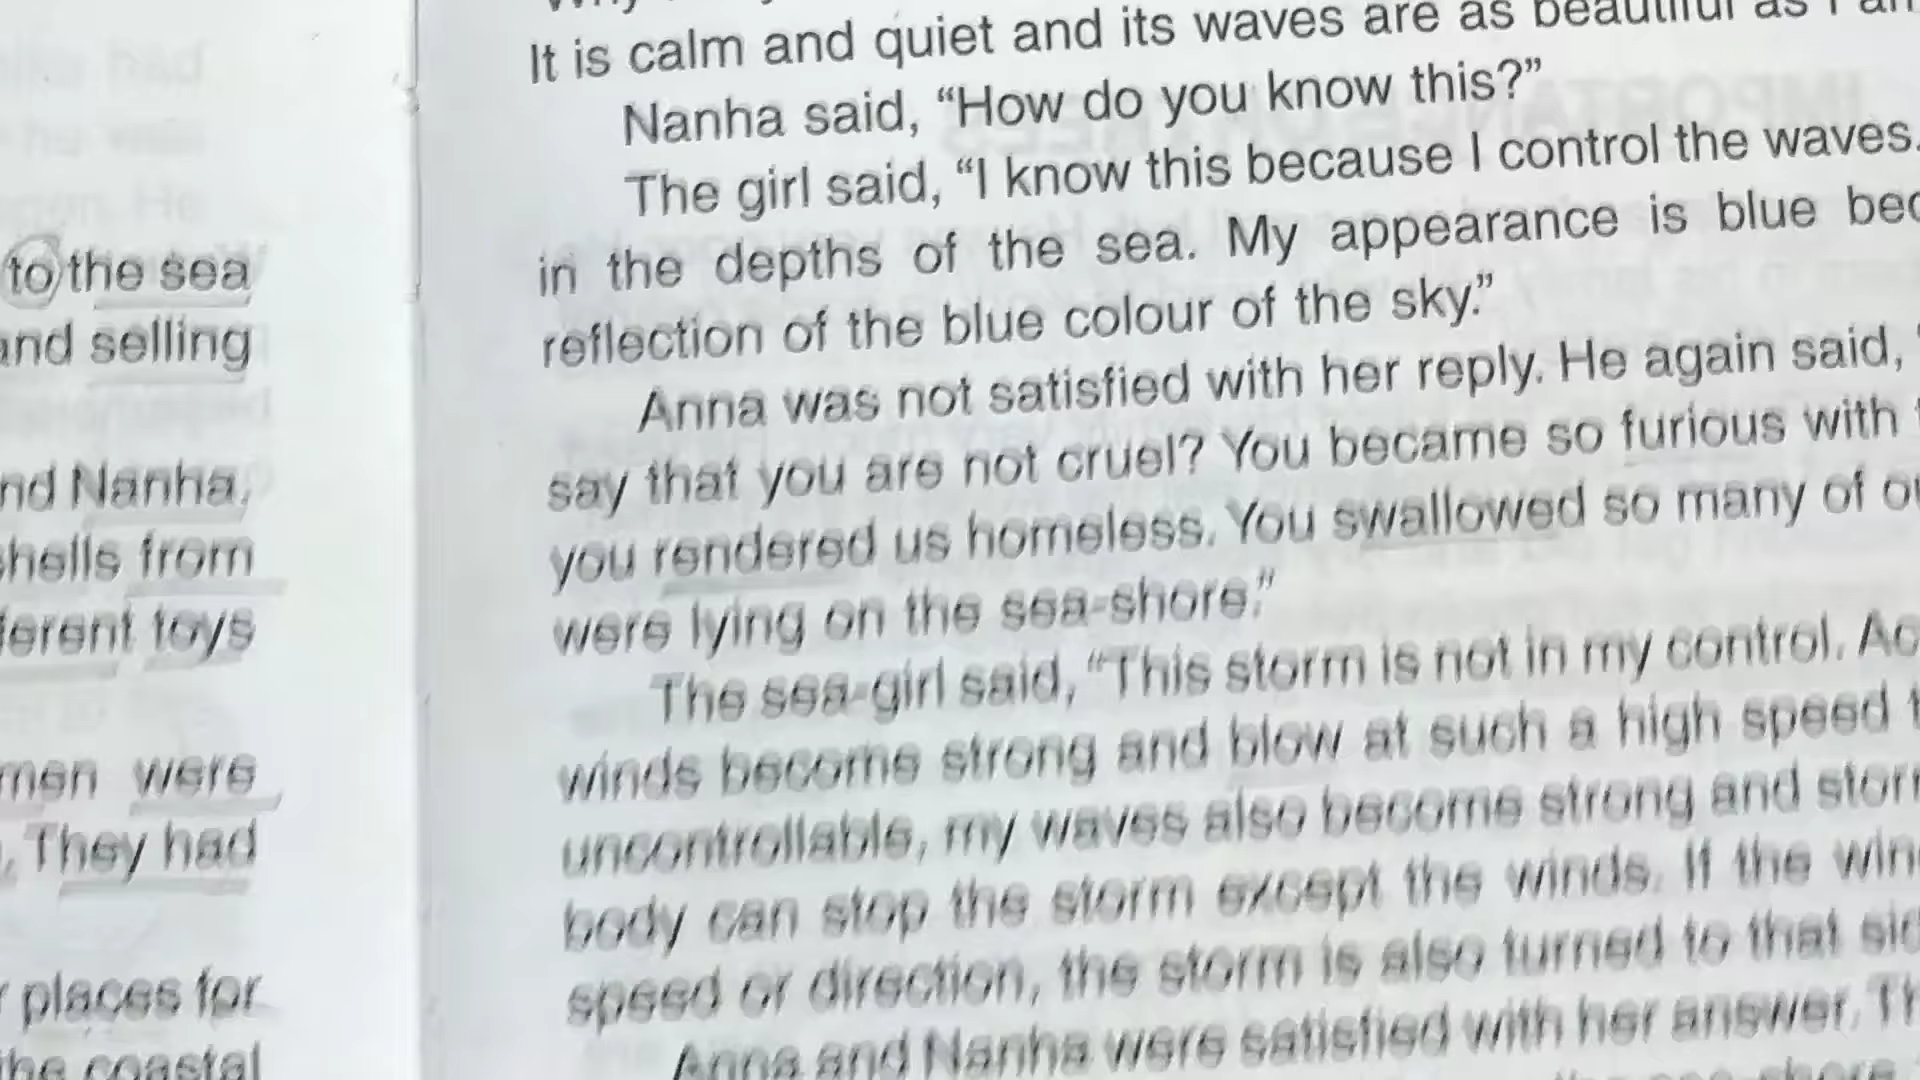 to the sea
and selling
Nanha,
shells from
toys
were
They had
places for
the coastal
It is calm and quiet and its waves are as beautiful as I
Nanha said, “How do you know this?”
The girl said, “I know this because I control the waves.
in the depths of the sea. My appearance is blue
reflection of the blue colour of the sky.”
Anna was not satisfied with her reply. He again said,
say that you are not cruel? You became so furious with
you rendered us homeless. You swallowed so many of
were lying on the sea-shore.”
The sea-girl said, “This storm is not in my control.
winds become strong and blow at such a high speed
uncontrollable, my waves also become strong and
body can stop the storm except the winds. If the
speed or direction, the storm is also turned to that
Anna and Nanha were satisfied with her answer.